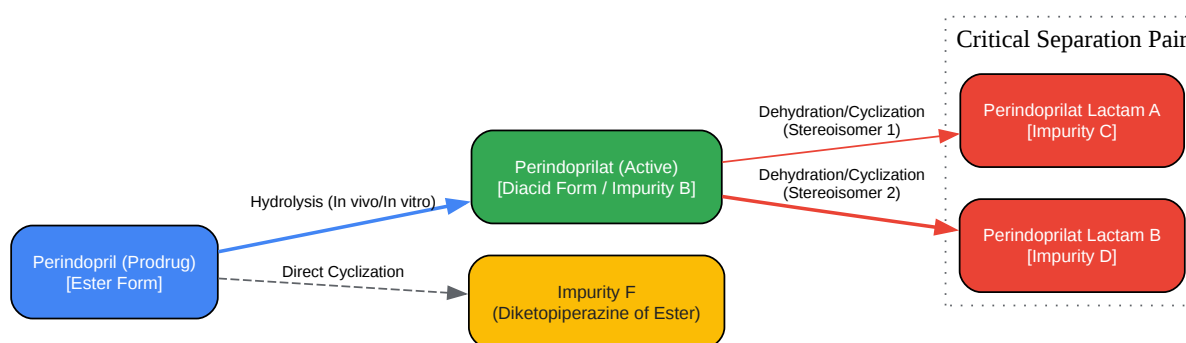 Critical Separation Pair
Perindopril (Prodrug)
[Ester Form]
Hydrolysis (In vivo/In vitro)
Direct Cyclization
Perindoprilat (Active)
[Diacid Form / Impurity B]
Impurity F
(Diketopiperazine of Ester)
Dehydration/Cyclization
(Stereoisomer 1)
Dehydration/Cyclization
(Stereoisomer 2)
Perindoprilat Lactam A
[Impurity C]
Perindoprilat Lactam B
[Impurity D]